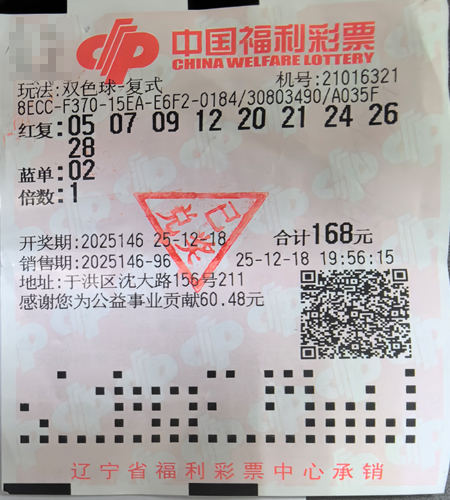 中国福利彩票
CHINA WELFARE LOTTERY
玩法:双色球-复式 机号:21016321
8ECC-F370-15EA-E6F2-0184/30803490/A035F
红复:05 07 09 12 20 21 24 26
28
蓝单:02
倍数:1
已兑奖
开奖期:2025146 25-12-18 合计168元
销售期:2025146-96 25-12-18 19:56:15
地址:于洪区沈大路156号211
感谢您为公益事业贡献60.48元
辽宁省福利彩票中心承销